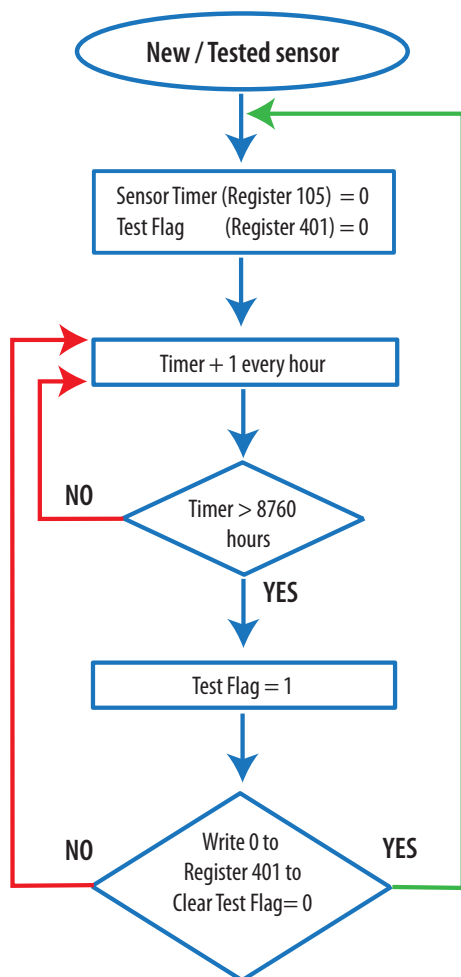 New / Tested sensor
Sensor Timer (Register 105) = 0
Test Flag (Register 401) = 0
Timer + 1 every hour
NO
Timer > 8760
hours
YES
Test Flag = 1
NO
Write 0 to
Register 401 to
Clear Test Flag= 0
YES